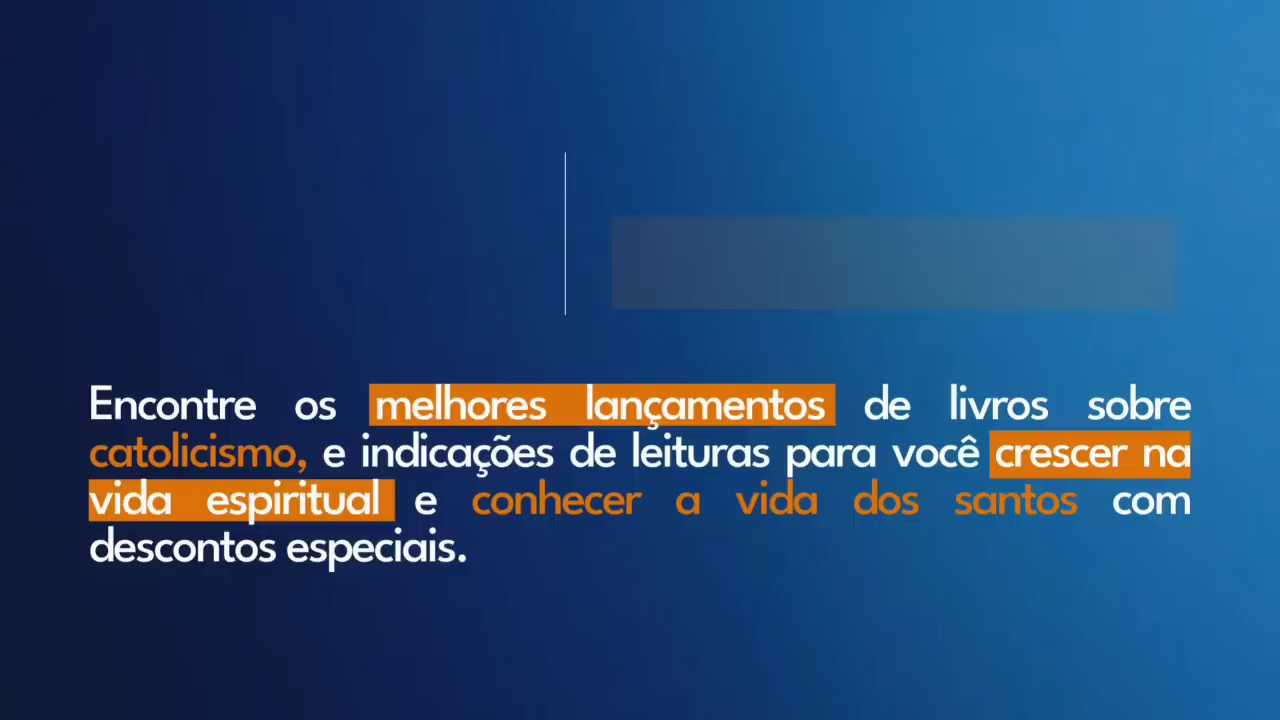 Encontre os melhores lançamentos de livros sobre
catolicismo, e indicações de leituras para você crescer na
vida espiritual e conhecer a vida dos santos com
descontos especiais.